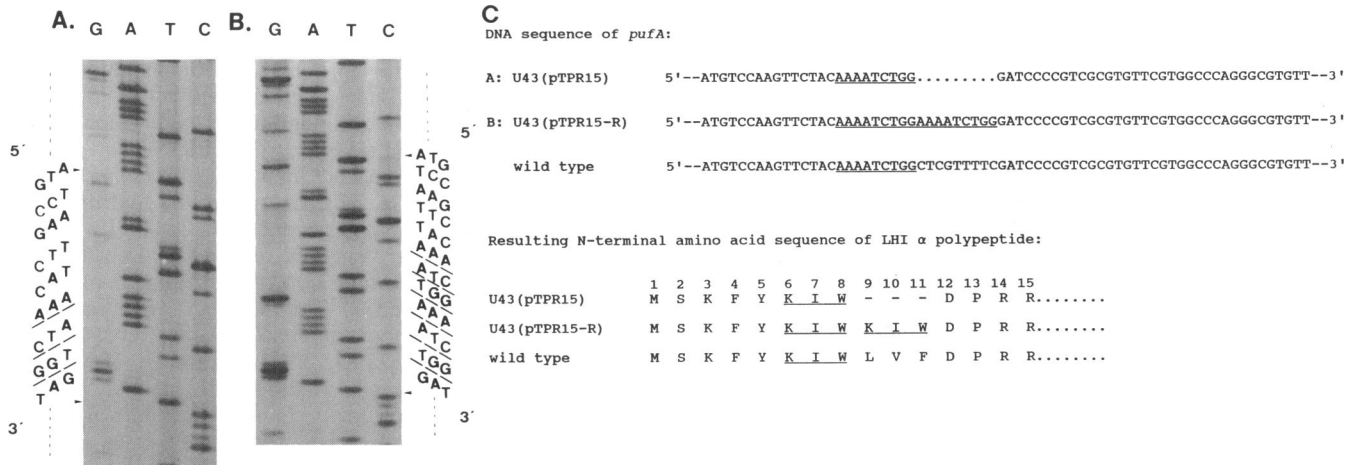 A.
G A T C
5´
3´
B.
G A T C
5´
3´
C
DNA sequence of pufA:
A: U43(pTPR15) 5'--ATGTCCAAGTTCTACAAAATCTGG.........GATCCCCGTCGCGTGTTCGTGGCCCAGGGCGTGTT--3'
B: U43(pTPR15-R) 5'--ATGTCCAAGTTCTACAAAATCTGGAAAATCTGGGATCCCCGTCGCGTGTTCGTGGCCCAGGGCGTGTT--3'
wild type 5'--ATGTCCAAGTTCTACAAAATCTGGCTCGTTTTCGATCCCCGTCGCGTGTTCGTGGCCCAGGGCGTGTT--3'
Resulting N-terminal amino acid sequence of LHI α polypeptide:
1 2 3 4 5 6 7 8 9 10 11 12 13 14 15
U43(pTPR15) M S K F Y K I W - - - D P R R........
U43(pTPR15-R) M S K F Y K I W K I W D P R R........
wild type M S K F Y K I W L V F D P R R........